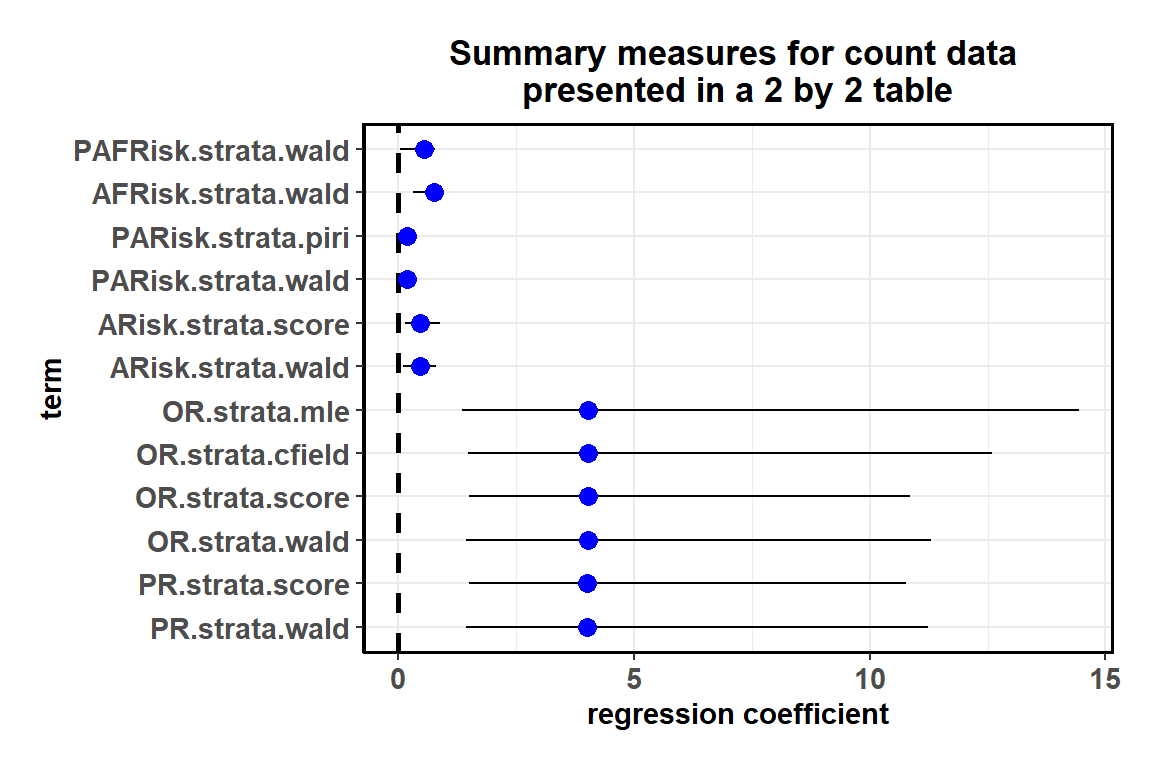 Summary measures for count data
presented in a 2 by 2 table
PAFRisk.strata.wald
AFRisk.strata.wald
PARisk.strata.piri
PARisk.strata.wald
ARisk.strata.score
ARisk.strata.wald
OR.strata.mle
OR.strata.cfield
OR.strata.score
OR.strata.wald
PR.strata.score
PR.strata.wald
term
0 5 10 15
regression coefficient